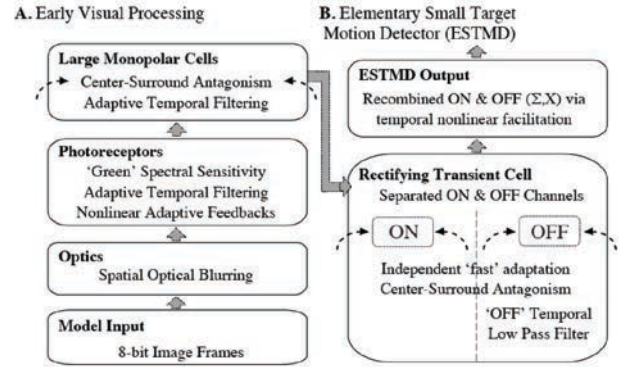 A. Early Visual Processing
Large Monopolar Cells
Center-Surround Antagonism
Adaptive Temporal Filtering
Photoreceptors
'Green' Spectral Sensitivity
Adaptive Temporal Filtering
Nonlinear Adaptive Feedbacks
Optics
Spatial Optical Blurring
Model Input
8-bit Image Frames
B. Elementary Small Target
Motion Detector (ESTMD)
ESTMD Output
Recombined ON & OFF (Σ,X) via
temporal nonlinear facilitation
Rectifying Transient Cell
Separated ON & OFF Channels
ON OFF
Independent 'fast' adaptation
Center-Surround Antagonism
'OFF' Temporal
Low Pass Filter